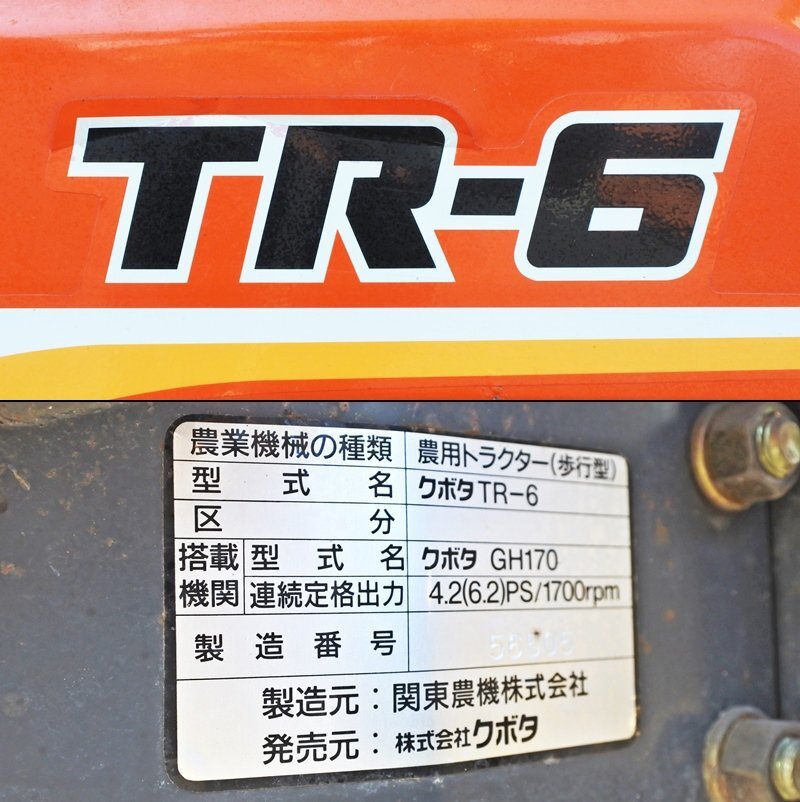 TR-6
農業機械の種類 農用トラクター(歩行型)
型式名 クボタTR-6
区分
搭載機関 型式名 クボタ GH170
連続定格出力 4.2(6.2)PS/1700rpm
製造番号
製造元：関東農機株式会社
発売元：株式会社クボタ